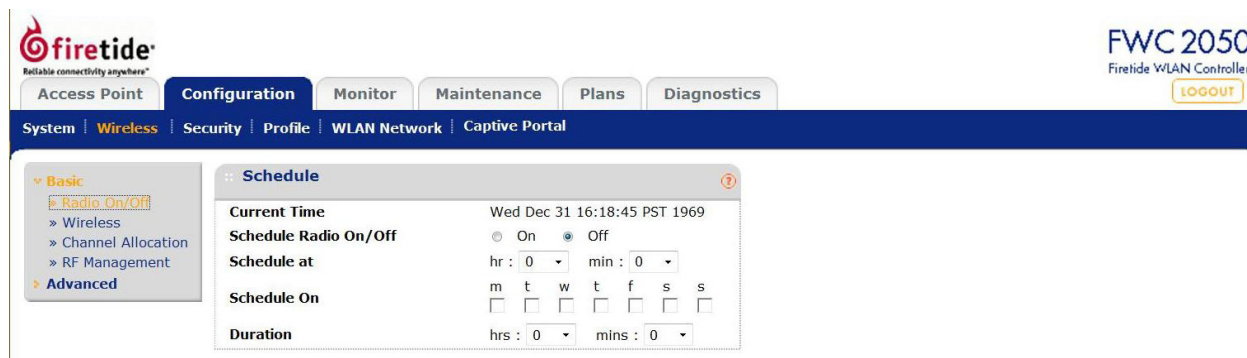 firetide
Reliable connectivity anywhere"
FWC 2050
Firetide WLAN Controller
LOGOUT
Access Point Configuration Monitor Maintenance Plans Diagnostics
System Wireless Security Profile WLAN Network Captive Portal
Basic
» Radio On/Off
» Wireless
» Channel Allocation
» RF Management
Advanced
:: Schedule ?
Current Time Wed Dec 31 16:18:45 PST 1969
Schedule Radio On/Off On Off
Schedule at hr : 0 min : 0
m t w t f s s
Schedule On
Duration hrs : 0 mins : 0